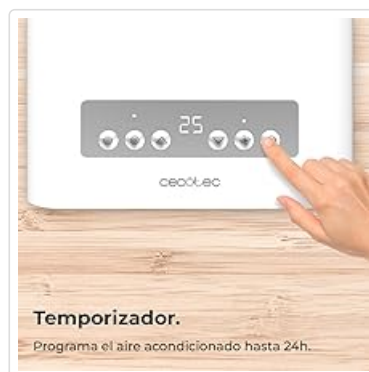 25
cecotec
Temporizador.
Programa el aire acondicionado hasta 24h.